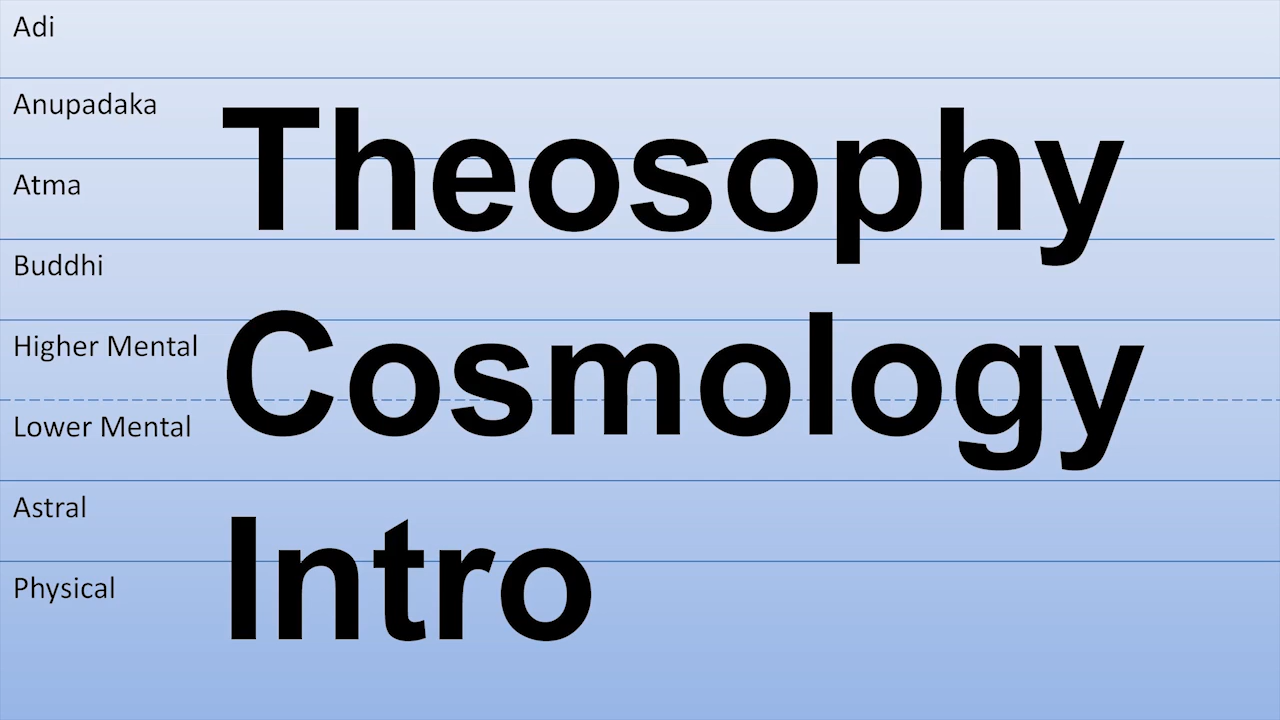 Adi
Anupadaka
Atma
Buddhi
Higher Mental
Lower Mental
Astral
Physical
Theosophy
Cosmology
Intro